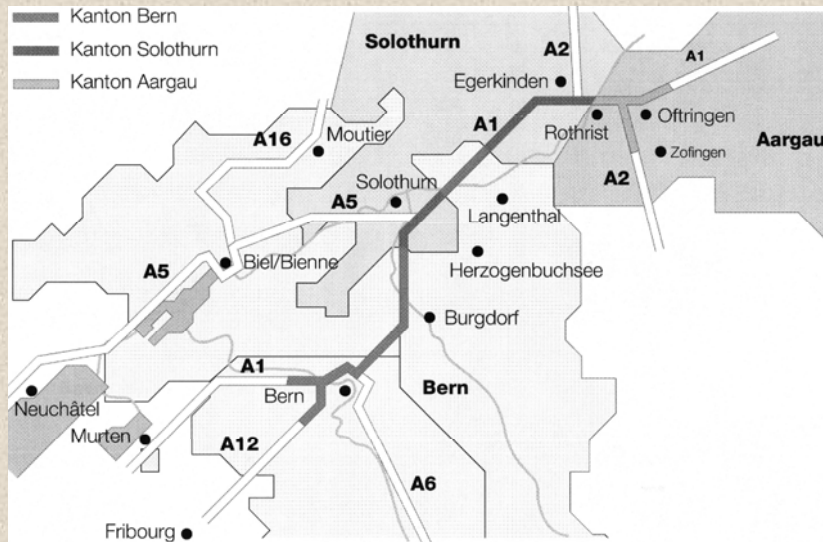 Kanton Bern
Kanton Solothurn
Kanton Aargau
Solothurn
A2
A1
Egerkinden
A1
Rothrist
Oftringen
Zofingen
Aargau
A2
A16
Moutier
Solothurn
A5
Langenthal
Herzogenbuchsee
A5
Biel/Bienne
Burgdorf
A1
Bern
Bern
Neuchâtel
Murten
A12
A6
Fribourg